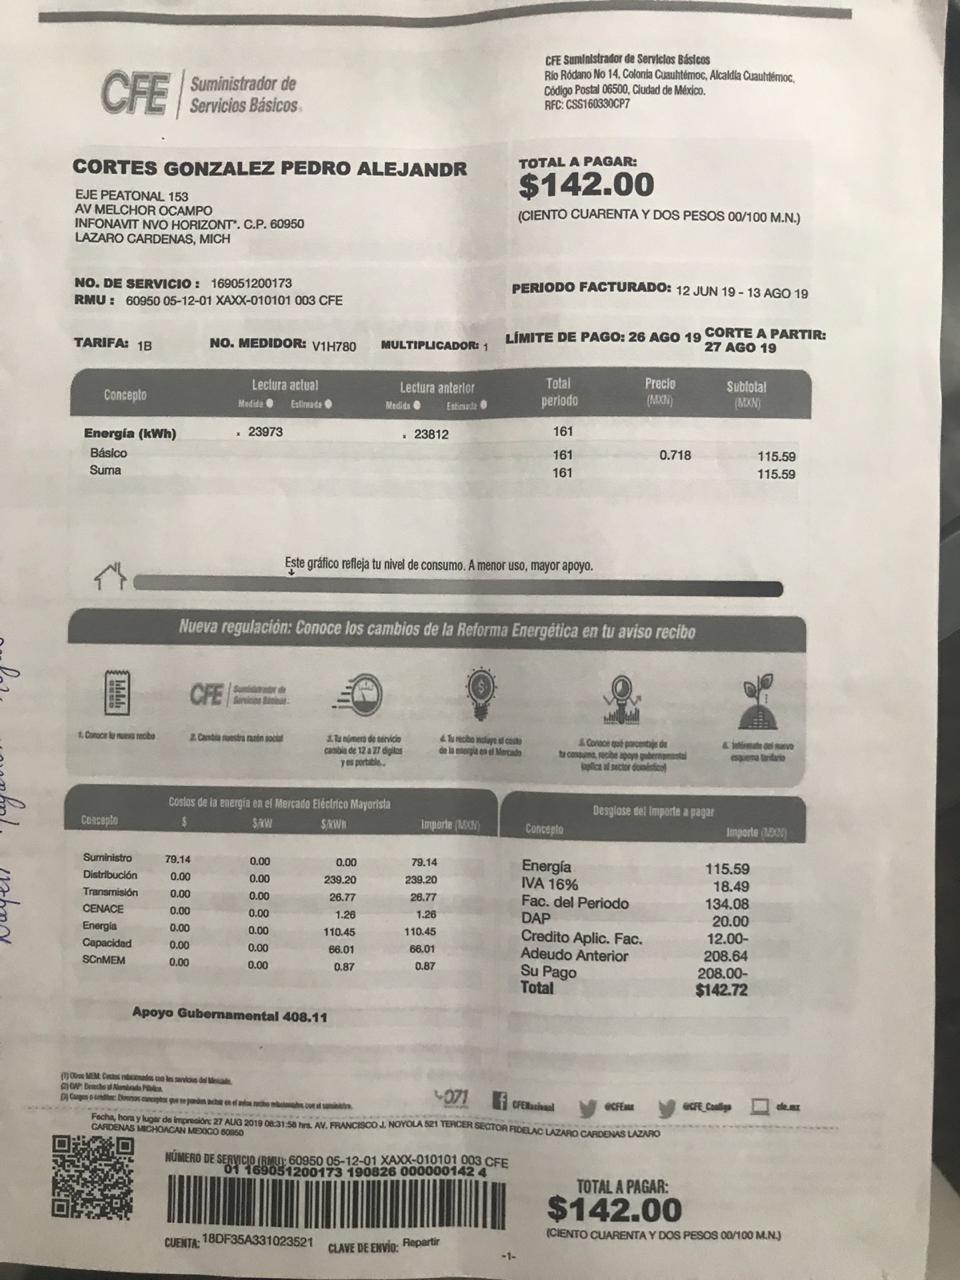 CFE Suministrador de
Servicios Básicos
CFE Suministrador de Servicios Básicos
Río Ródano No 14, Colonia Cuauhtémoc, Alcaldía Cuauhtémoc,
Código Postal 06500, Ciudad de México.
RFC: CSS160330CP7
CORTES GONZALEZ PEDRO ALEJANDR
EJE PEATONAL 153
AV MELCHOR OCAMPO
INFONAVIT NVO HORIZONT*. C.P. 60950
LAZARO CARDENAS, MICH
TOTAL A PAGAR:
$142.00
(CIENTO CUARENTA Y DOS PESOS 00/100 M.N.)
NO. DE SERVICIO : 169051200173
RMU : 60950 05-12-01 XAXX-010101 003 CFE
PERIODO FACTURADO: 12 JUN 19 - 13 AGO 19
TARIFA: 1B NO. MEDIDOR: V1H780 MULTIPLICADOR: 1 LÍMITE DE PAGO: 26 AGO 19 CORTE A PARTIR:
27 AGO 19
Concepto Lectura actual Lectura anterior Total periodo Precio (MXN) Subtotal (MXN)
Medida Estimada Medida Estimada
Energía (kWh) 23973 23812 161
Básico 161 0.718 115.59
Suma 161 115.59
Este gráfico refleja tu nivel de consumo. A menor uso, mayor apoyo.
Nueva regulación: Conoce los cambios de la Reforma Energética en tu aviso recibo
CFE Suministrador de
Servicios Básicos
1. Conoce tu nuevo recibo
2. Cambia nuestra razón social
3. Tu número de servicio
cambia de 12 a 27 dígitos
y es portable..
4. Tu recibo incluye el costo
de la energía en el Mercado
5. Conoce qué porcentaje de
tu consumo, recibe apoyo gubernamental
(aplica al sector doméstico)
6. Infórmate del nuevo
esquema tarifario
Costos de la energía en el Mercado Eléctrico Mayorista
Concepto $ $/kW $/kWh Importe (MXN)
Suministro 79.14 0.00 0.00 79.14
Distribución 0.00 0.00 239.20 239.20
Transmisión 0.00 0.00 26.77 26.77
CENACE 0.00 0.00 1.26 1.26
Energía 0.00 0.00 110.45 110.45
Capacidad 0.00 0.00 66.01 66.01
SCnMEM 0.00 0.00 0.87 0.87
Apoyo Gubernamental 408.11
Desglose del importe a pagar
Concepto Importe (MXN)
Energía 115.59
IVA 16% 18.49
Fac. del Periodo 134.08
DAP 20.00
Credito Aplic. Fac. 12.00-
Adeudo Anterior 208.64
Su Pago 208.00-
Total $142.72
(1) Otros MEM: Costos relacionados con los servicios del Mercado.
(2) DAP: Derecho al Alumbrado Público.
(3) Cargos o créditos: Diversos conceptos que se pueden incluir en el aviso recibo relacionados con el suministro.
071 CFENacional @CFEmx @CFE_Contigo cfe.mx
Fecha, hora y lugar de impresión: 27 AUG 2019 08:31:58 hrs. AV. FRANCISCO J. NOYOLA 521 TERCER SECTOR FIDELAC LAZARO CARDENAS LAZARO
CARDENAS MICHOACAN MEXICO 60950
NÚMERO DE SERVICIO (RMU): 60950 05-12-01 XAXX-010101 003 CFE
01 169051200173 190826 000000142 4
CUENTA: 18DF35A331023521 CLAVE DE ENVÍO: Repartir
TOTAL A PAGAR:
$142.00
(CIENTO CUARENTA Y DOS PESOS 00/100 M.N.)
-1-